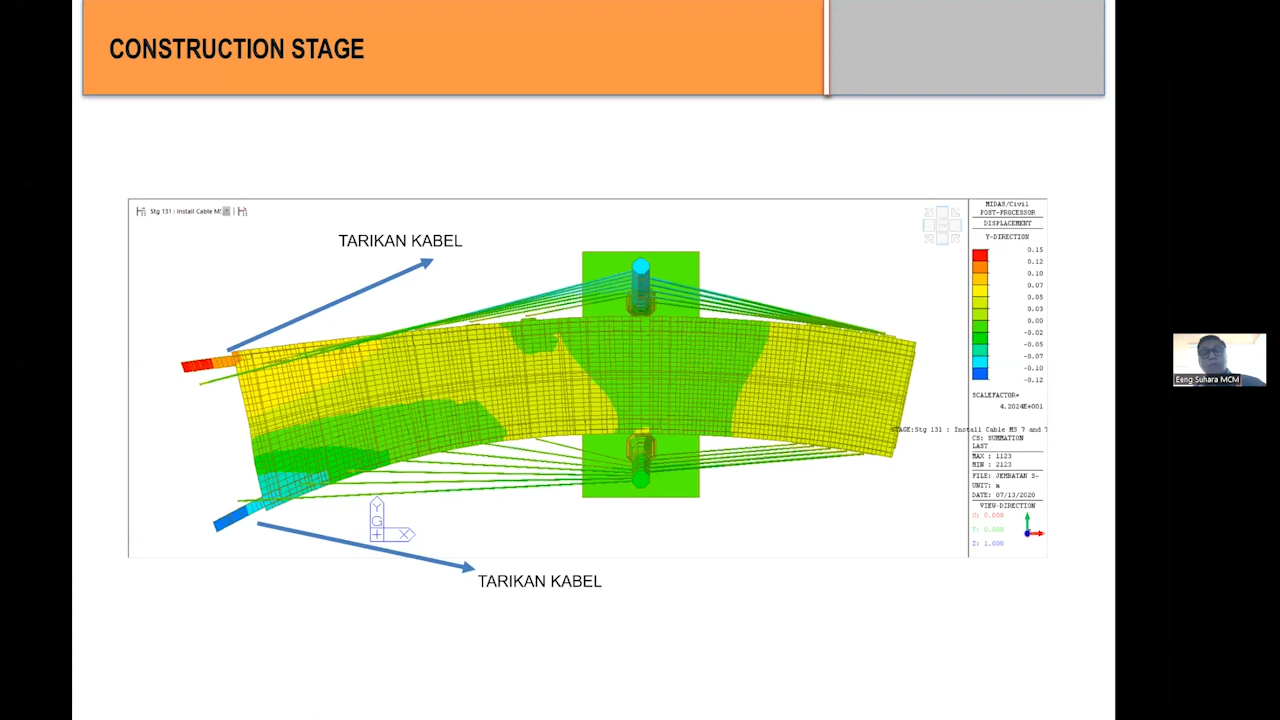 CONSTRUCTION STAGE
Stg 131 : Install Cable MS
TARIKAN KABEL
TARIKAN KABEL
MIDAS/Civil
POST-PROCESSOR
DISPLACEMENT
Y-DIRECTION
0.15
0.12
0.10
0.07
0.05
0.03
0.00
-0.02
-0.05
-0.07
-0.10
-0.12
SCALEFACTOR=
4.2024E+001
STAGE:Stg 131 : Install Cable MS 7 and
CS: SUMMATION
LAST
MAX : 1123
MIN : 2123
FILE: JEMBATAN S~
UNIT: m
DATE: 07/13/2020
VIEW-DIRECTION
X: 0.000
Y: 0.000
Z: 1.000
Y
G
X
Eeng Suhara MCM